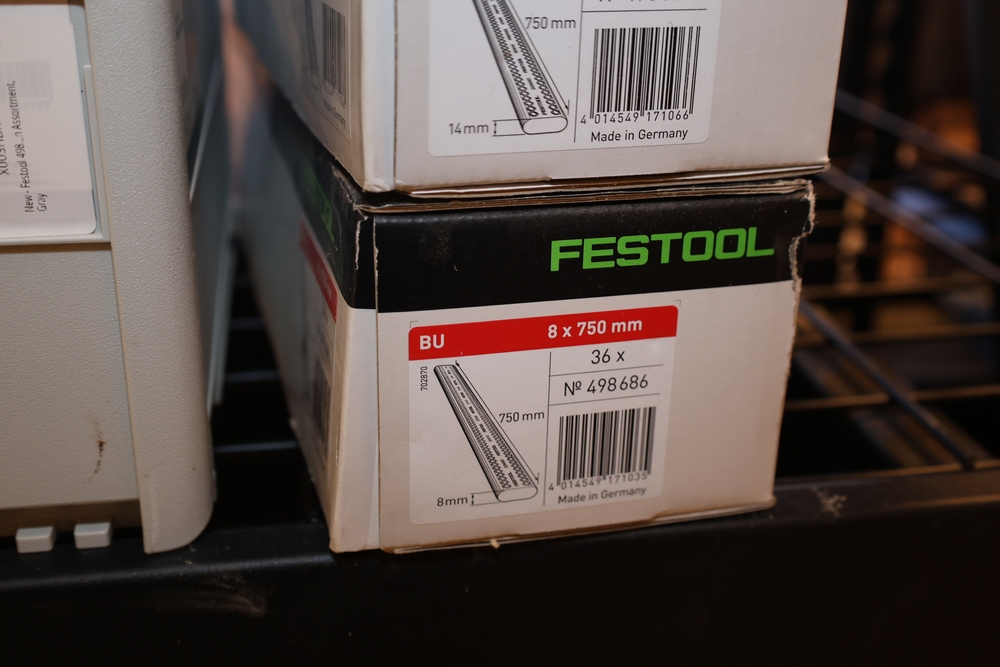 750 mm
14mm
4 014549 171066
Made in Germany
New - Festool 498...n Assortment,
Gray
FESTOOL
BU 8 x 750 mm
36 x
702870
Nº 498686
750 mm
8mm
4 014549 171035
Made in Germany